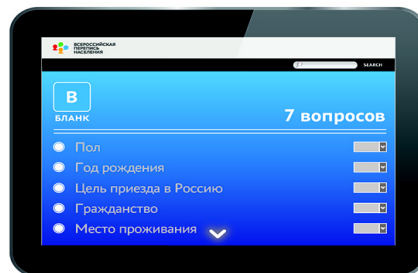 ВСЕРОССИЙСКАЯ
ПЕРЕПИСЬ
НАСЕЛЕНИЯ
SEARCH
В
БЛАНК
7 вопросов
Пол
Год рождения
Цель приезда в Россию
Гражданство
Место проживания